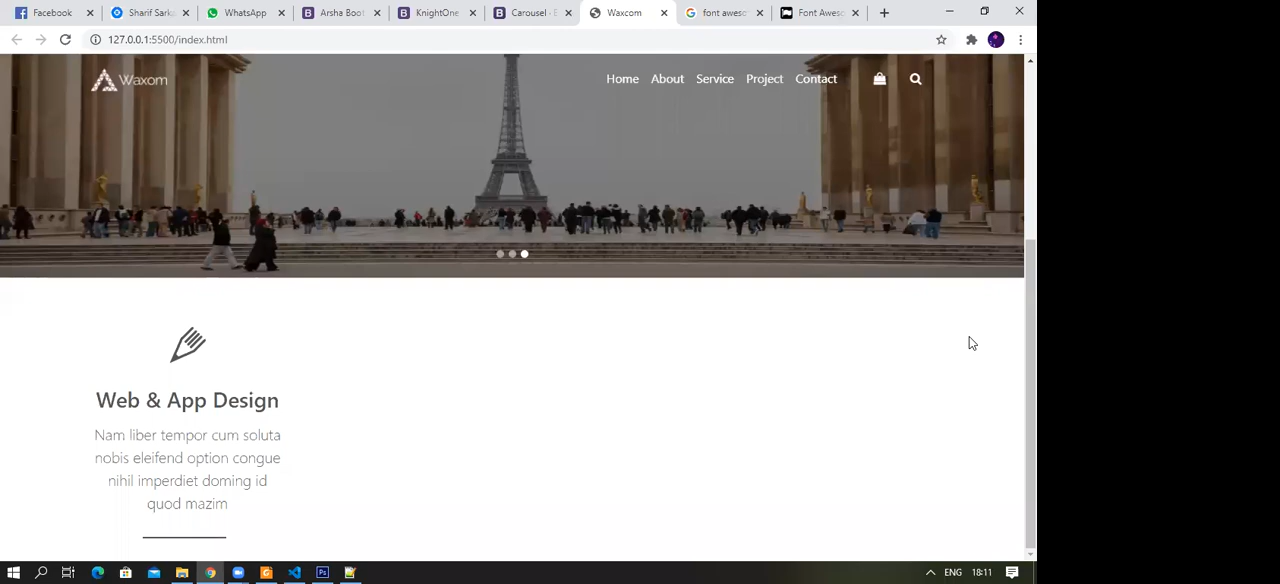 Facebook
Sharif Sark
WhatsApp
Arsha Boot
KnightOne
Carousel · B
Waxcom
font aweso
Font Aweso
127.0.0.1:5500/index.html
Waxom
Home About Service Project Contact
Web & App Design
Nam liber tempor cum soluta
nobis eleifend option congue
nihil imperdiet doming id
quod mazim
ENG 18:11